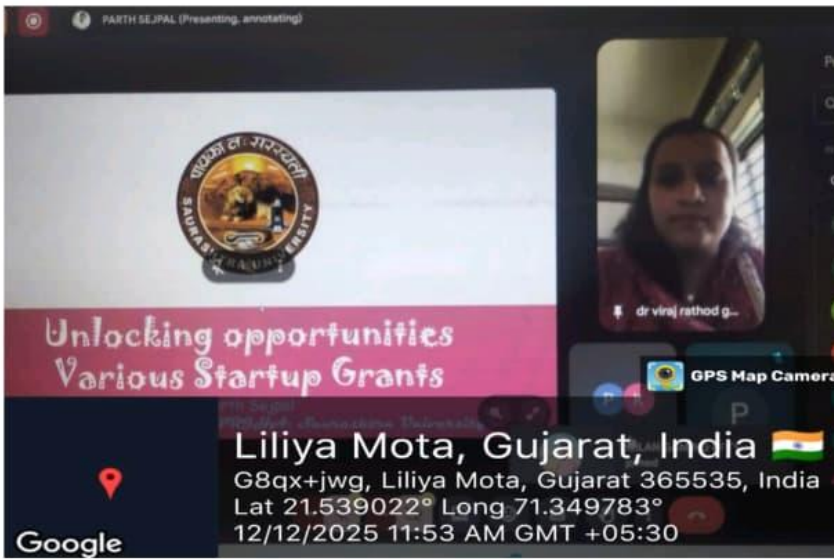 PARTH SEJPAL (Presenting, annotating)
SAURASHTRA UNIVERSITY
Unlocking opportunities
Various Startup Grants
dr viraj rathod g...
GPS Map Camera
P
Liliya Mota, Gujarat, India
G8qx+jwg, Liliya Mota, Gujarat 365535, India
Lat 21.539022° Long 71.349783°
12/12/2025 11:53 AM GMT +05:30
Google